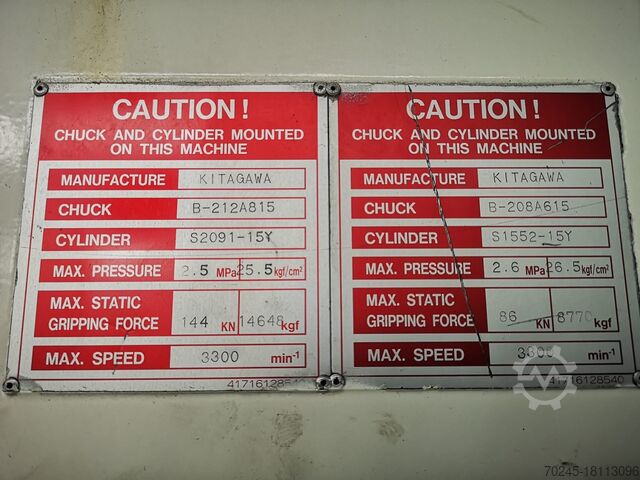 CAUTION !
CHUCK AND CYLINDER MOUNTED
ON THIS MACHINE
MANUFACTURE KITAGAWA
CHUCK B-212A815
CYLINDER S2091-15Y
MAX. PRESSURE 2.5 MPa 25.5 kgf/cm²
MAX. STATIC
GRIPPING FORCE 144 KN 14648 kgf
MAX. SPEED 3300 min-1
CAUTION !
CHUCK AND CYLINDER MOUNTED
ON THIS MACHINE
MANUFACTURE KITAGAWA
CHUCK B-208A615
CYLINDER S1552-15Y
MAX. PRESSURE 2.6 MPa 26.5 kgf/cm²
MAX. STATIC
GRIPPING FORCE 86 KN 8770 kgf
MAX. SPEED 3300 min-1
41716128540
70245-18113096